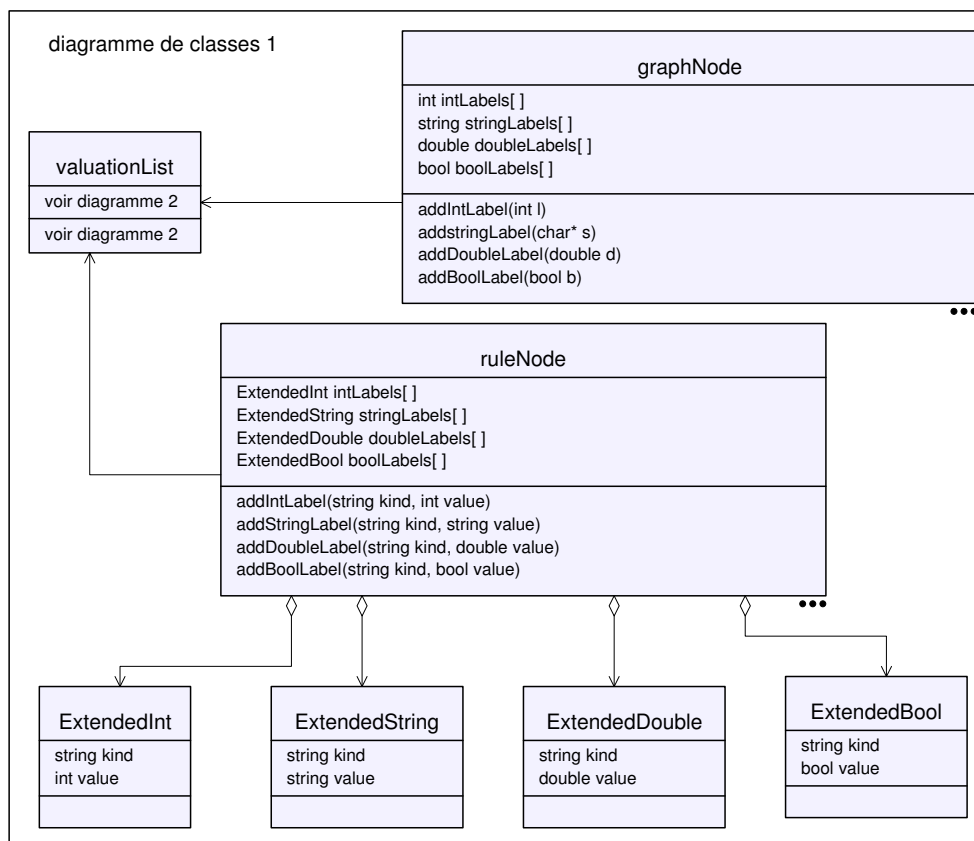 diagramme de classes 1
graphNode
int intLabels[ ]
string stringLabels[ ]
double doubleLabels[ ]
bool boolLabels[ ]
addIntLabel(int l)
addstringLabel(char* s)
addDoubleLabel(double d)
addBoolLabel(bool b)
•••
valuationList
voir diagramme 2
voir diagramme 2
ruleNode
ExtendedInt intLabels[ ]
ExtendedString stringLabels[ ]
ExtendedDouble doubleLabels[ ]
ExtendedBool boolLabels[ ]
addIntLabel(string kind, int value)
addStringLabel(string kind, string value)
addDoubleLabel(string kind, double value)
addBoolLabel(string kind, bool value)
•••
ExtendedInt
string kind
int value
ExtendedString
string kind
string value
ExtendedDouble
string kind
double value
ExtendedBool
string kind
bool value